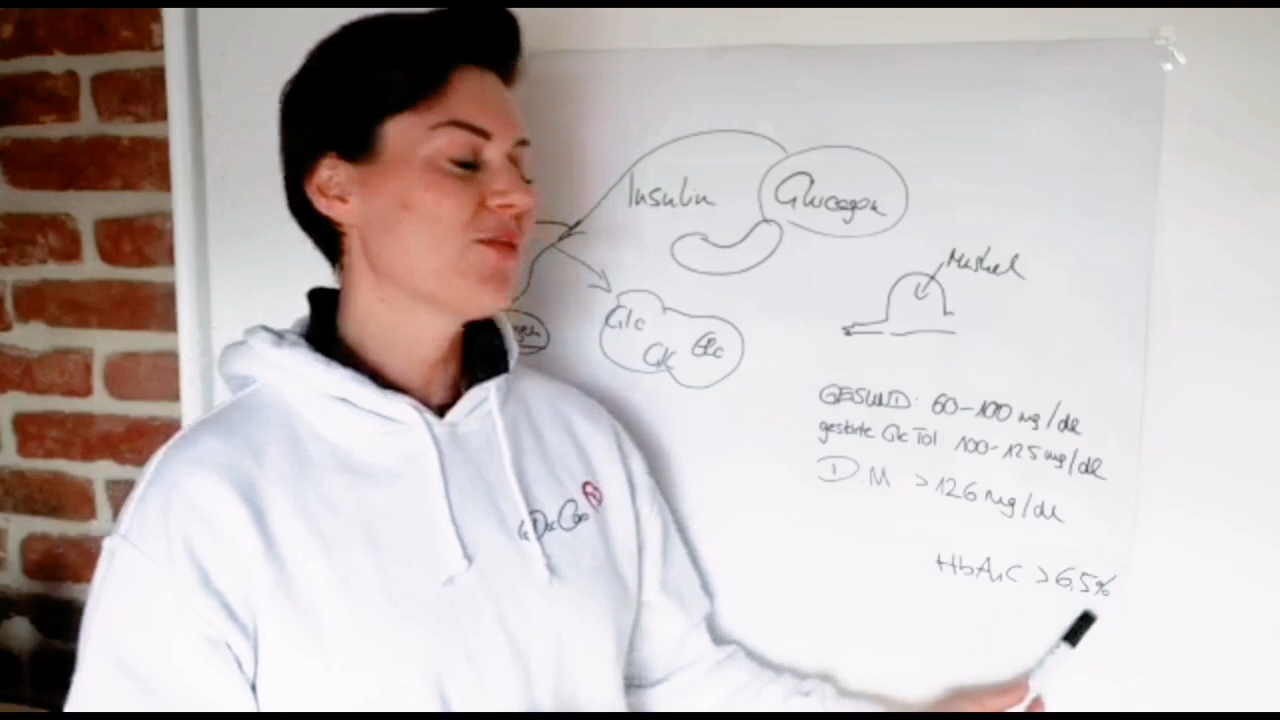 Insulin
Glucagon
Muskel
Glc
Glc
GESUND: 60-100 mg/dl
gestörte Glc Tol. 100-125 mg/dl
D.M. >126 mg/dl
HbA1C >6,5%